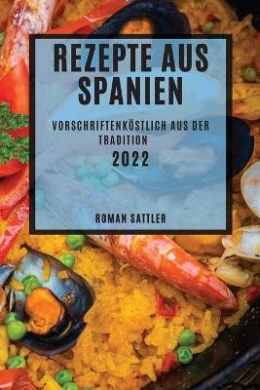 REZEPTE AUS
SPANIEN
VORSCHRIFTENKÖSTLICH AUS DER
TRADITION
2022
ROMAN SATTLER